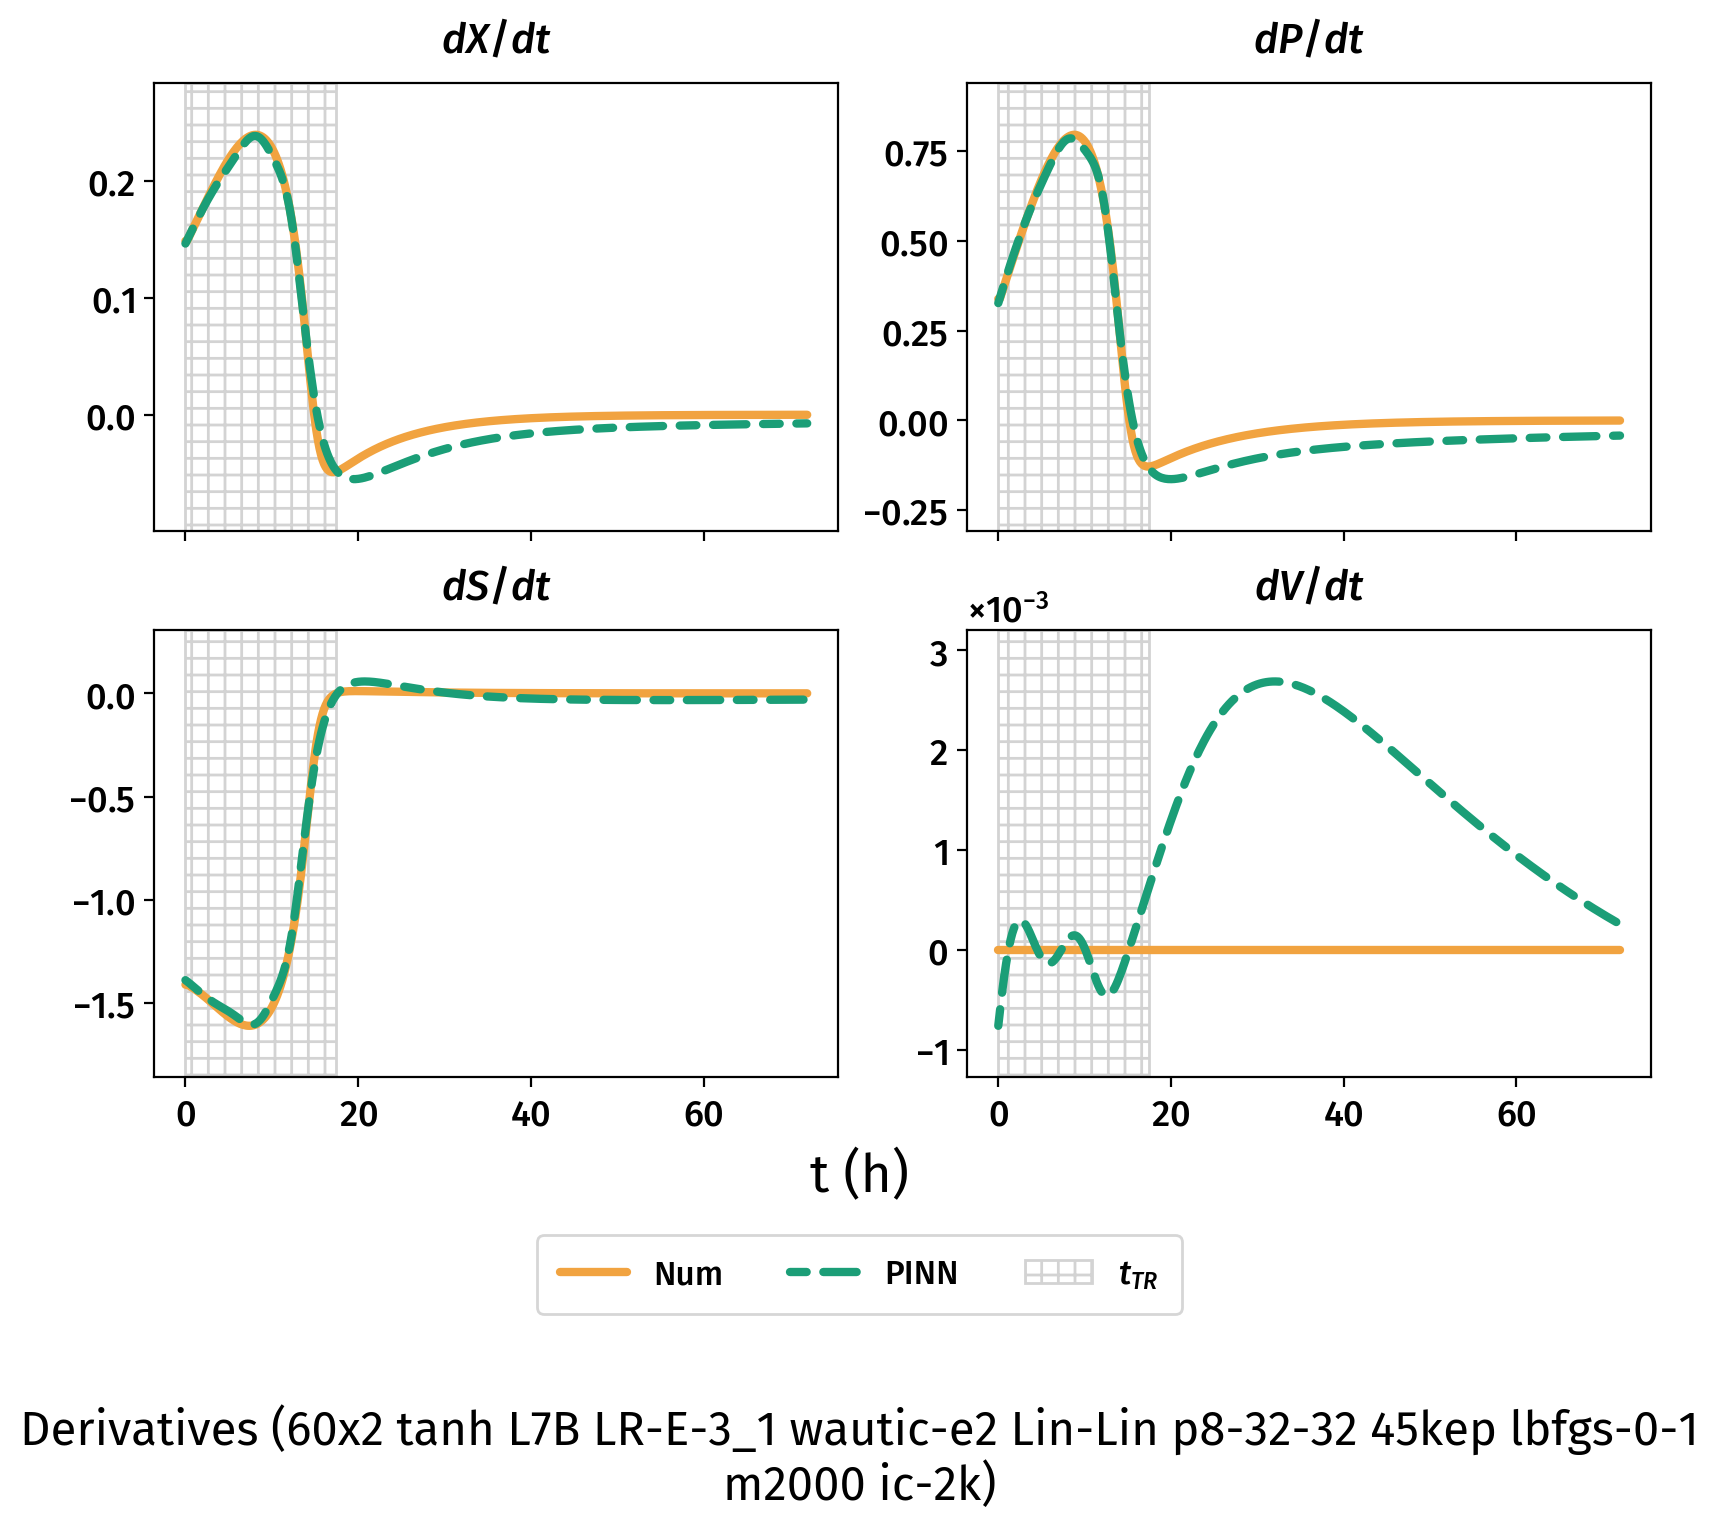 dX/dt
dP/dt
0.2
0.1
0.0
0.75
0.50
0.25
0.00
−0.25
dS/dt
dV/dt
×10⁻³
0.0
−0.5
−1.0
−1.5
3
2
1
0
−1
0 20 40 60
0 20 40 60
t (h)
Num PINN t_TR
Derivatives (60x2 tanh L7B LR-E-3_1 wautic-e2 Lin-Lin p8-32-32 45kep lbfgs-0-1
m2000 ic-2k)